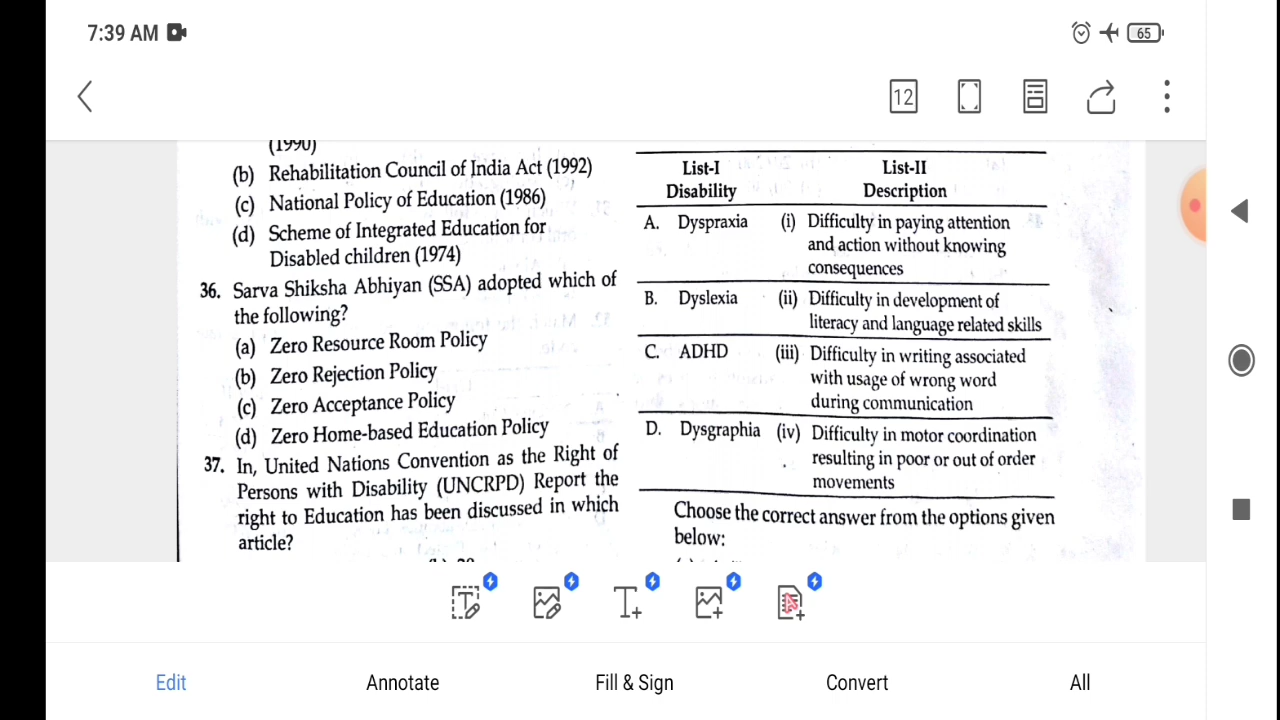 7:39 AM
65
12
(1990)
(b) Rehabilitation Council of India Act (1992)
(c) National Policy of Education (1986)
(d) Scheme of Integrated Education for
Disabled children (1974)
36. Sarva Shiksha Abhiyan (SSA) adopted which of
the following?
(a) Zero Resource Room Policy
(b) Zero Rejection Policy
(c) Zero Acceptance Policy
(d) Zero Home-based Education Policy
37. In, United Nations Convention as the Right of
Persons with Disability (UNCRPD) Report the
right to Education has been discussed in which
article?
List-I List-II
Disability Description
A. Dyspraxia (i) Difficulty in paying attention
and action without knowing
consequences
B. Dyslexia (ii) Difficulty in development of
literacy and language related skills
C. ADHD (iii) Difficulty in writing associated
with usage of wrong word
during communication
D. Dysgraphia (iv) Difficulty in motor coordination
resulting in poor or out of order
movements
Choose the correct answer from the options given
below:
Edit Annotate Fill & Sign Convert All